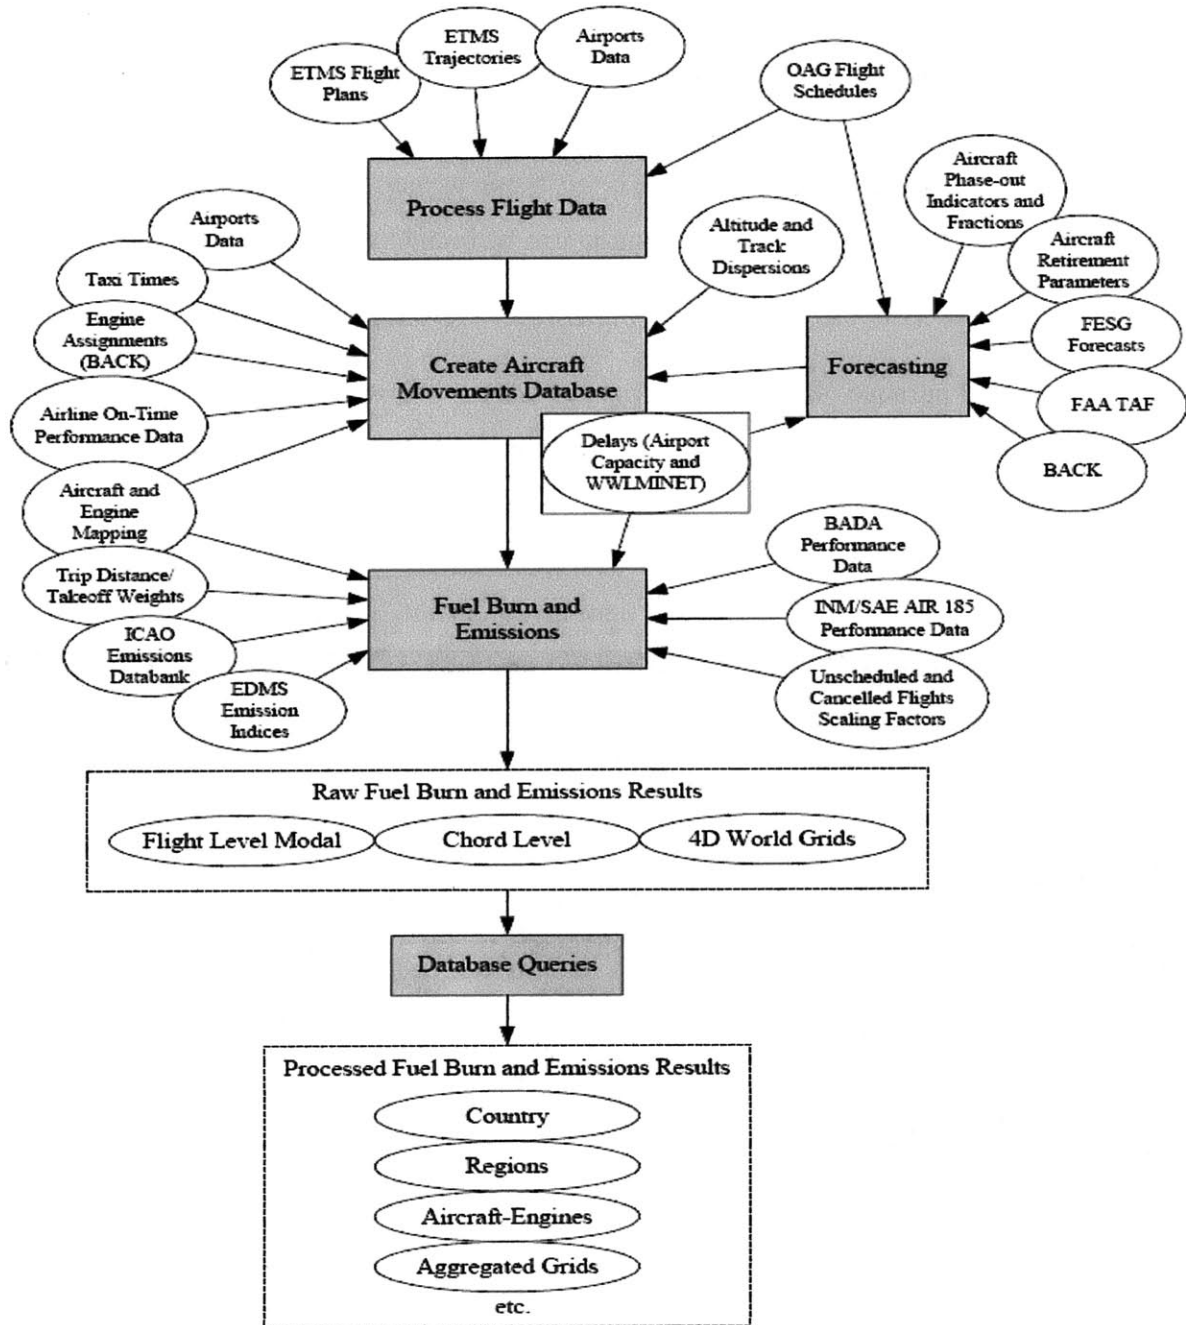 ETMS
Trajectories
Airports
Data
ETMS Flight
Plans
OAG Flight
Schedules
Process Flight Data
Aircraft
Phase-out
Indicators and
Fractions
Airports
Data
Altitude and
Track
Dispersions
Aircraft
Retirement
Parameters
Taxi Times
Engine
Assignments
(BACK)
Create Aircraft
Movements Database
Forecasting
FESG
Forecasts
Airline On-Time
Performance Data
FAA TAF
Delays (Airport
Capacity and
WWLMINET)
BACK
Aircraft and
Engine
Mapping
BADA
Performance
Data
Trip Distance/
Takeoff Weights
Fuel Burn and
Emissions
INM/SAE AIR 185
Performance Data
ICAO
Emissions
Databank
EDMS
Emission
Indices
Unscheduled and
Cancelled Flights
Scaling Factors
Raw Fuel Burn and Emissions Results
Flight Level Modal
Chord Level
4D World Grids
Database Queries
Processed Fuel Burn and Emissions Results
Country
Regions
Aircraft-Engines
Aggregated Grids
etc.